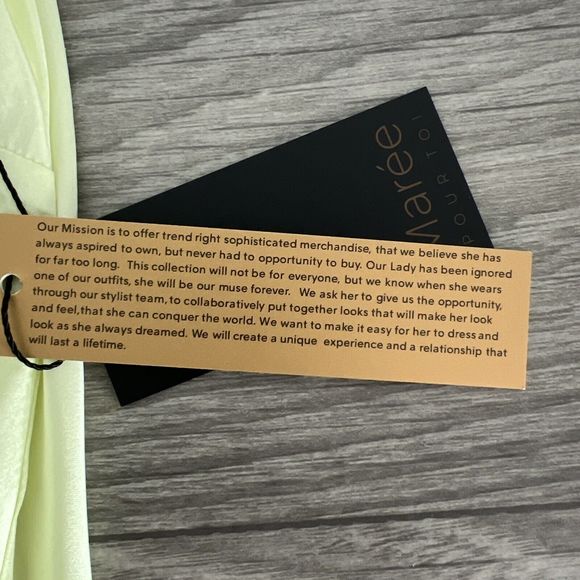 Marée
POUR TOI
Our Mission is to offer trend right sophisticated merchandise, that we believe she has
always aspired to own, but never had to opportunity to buy. Our Lady has been ignored
for far too long. This collection will not be for everyone, but we know when she wears
one of our outfits, she will be our muse forever. We ask her to give us the opportunity,
through our stylist team, to collaboratively put together looks that will make her look
and feel, that she can conquer the world. We want to make it easy for her to dress and
look as she always dreamed. We will create a unique experience and a relationship that
will last a lifetime.